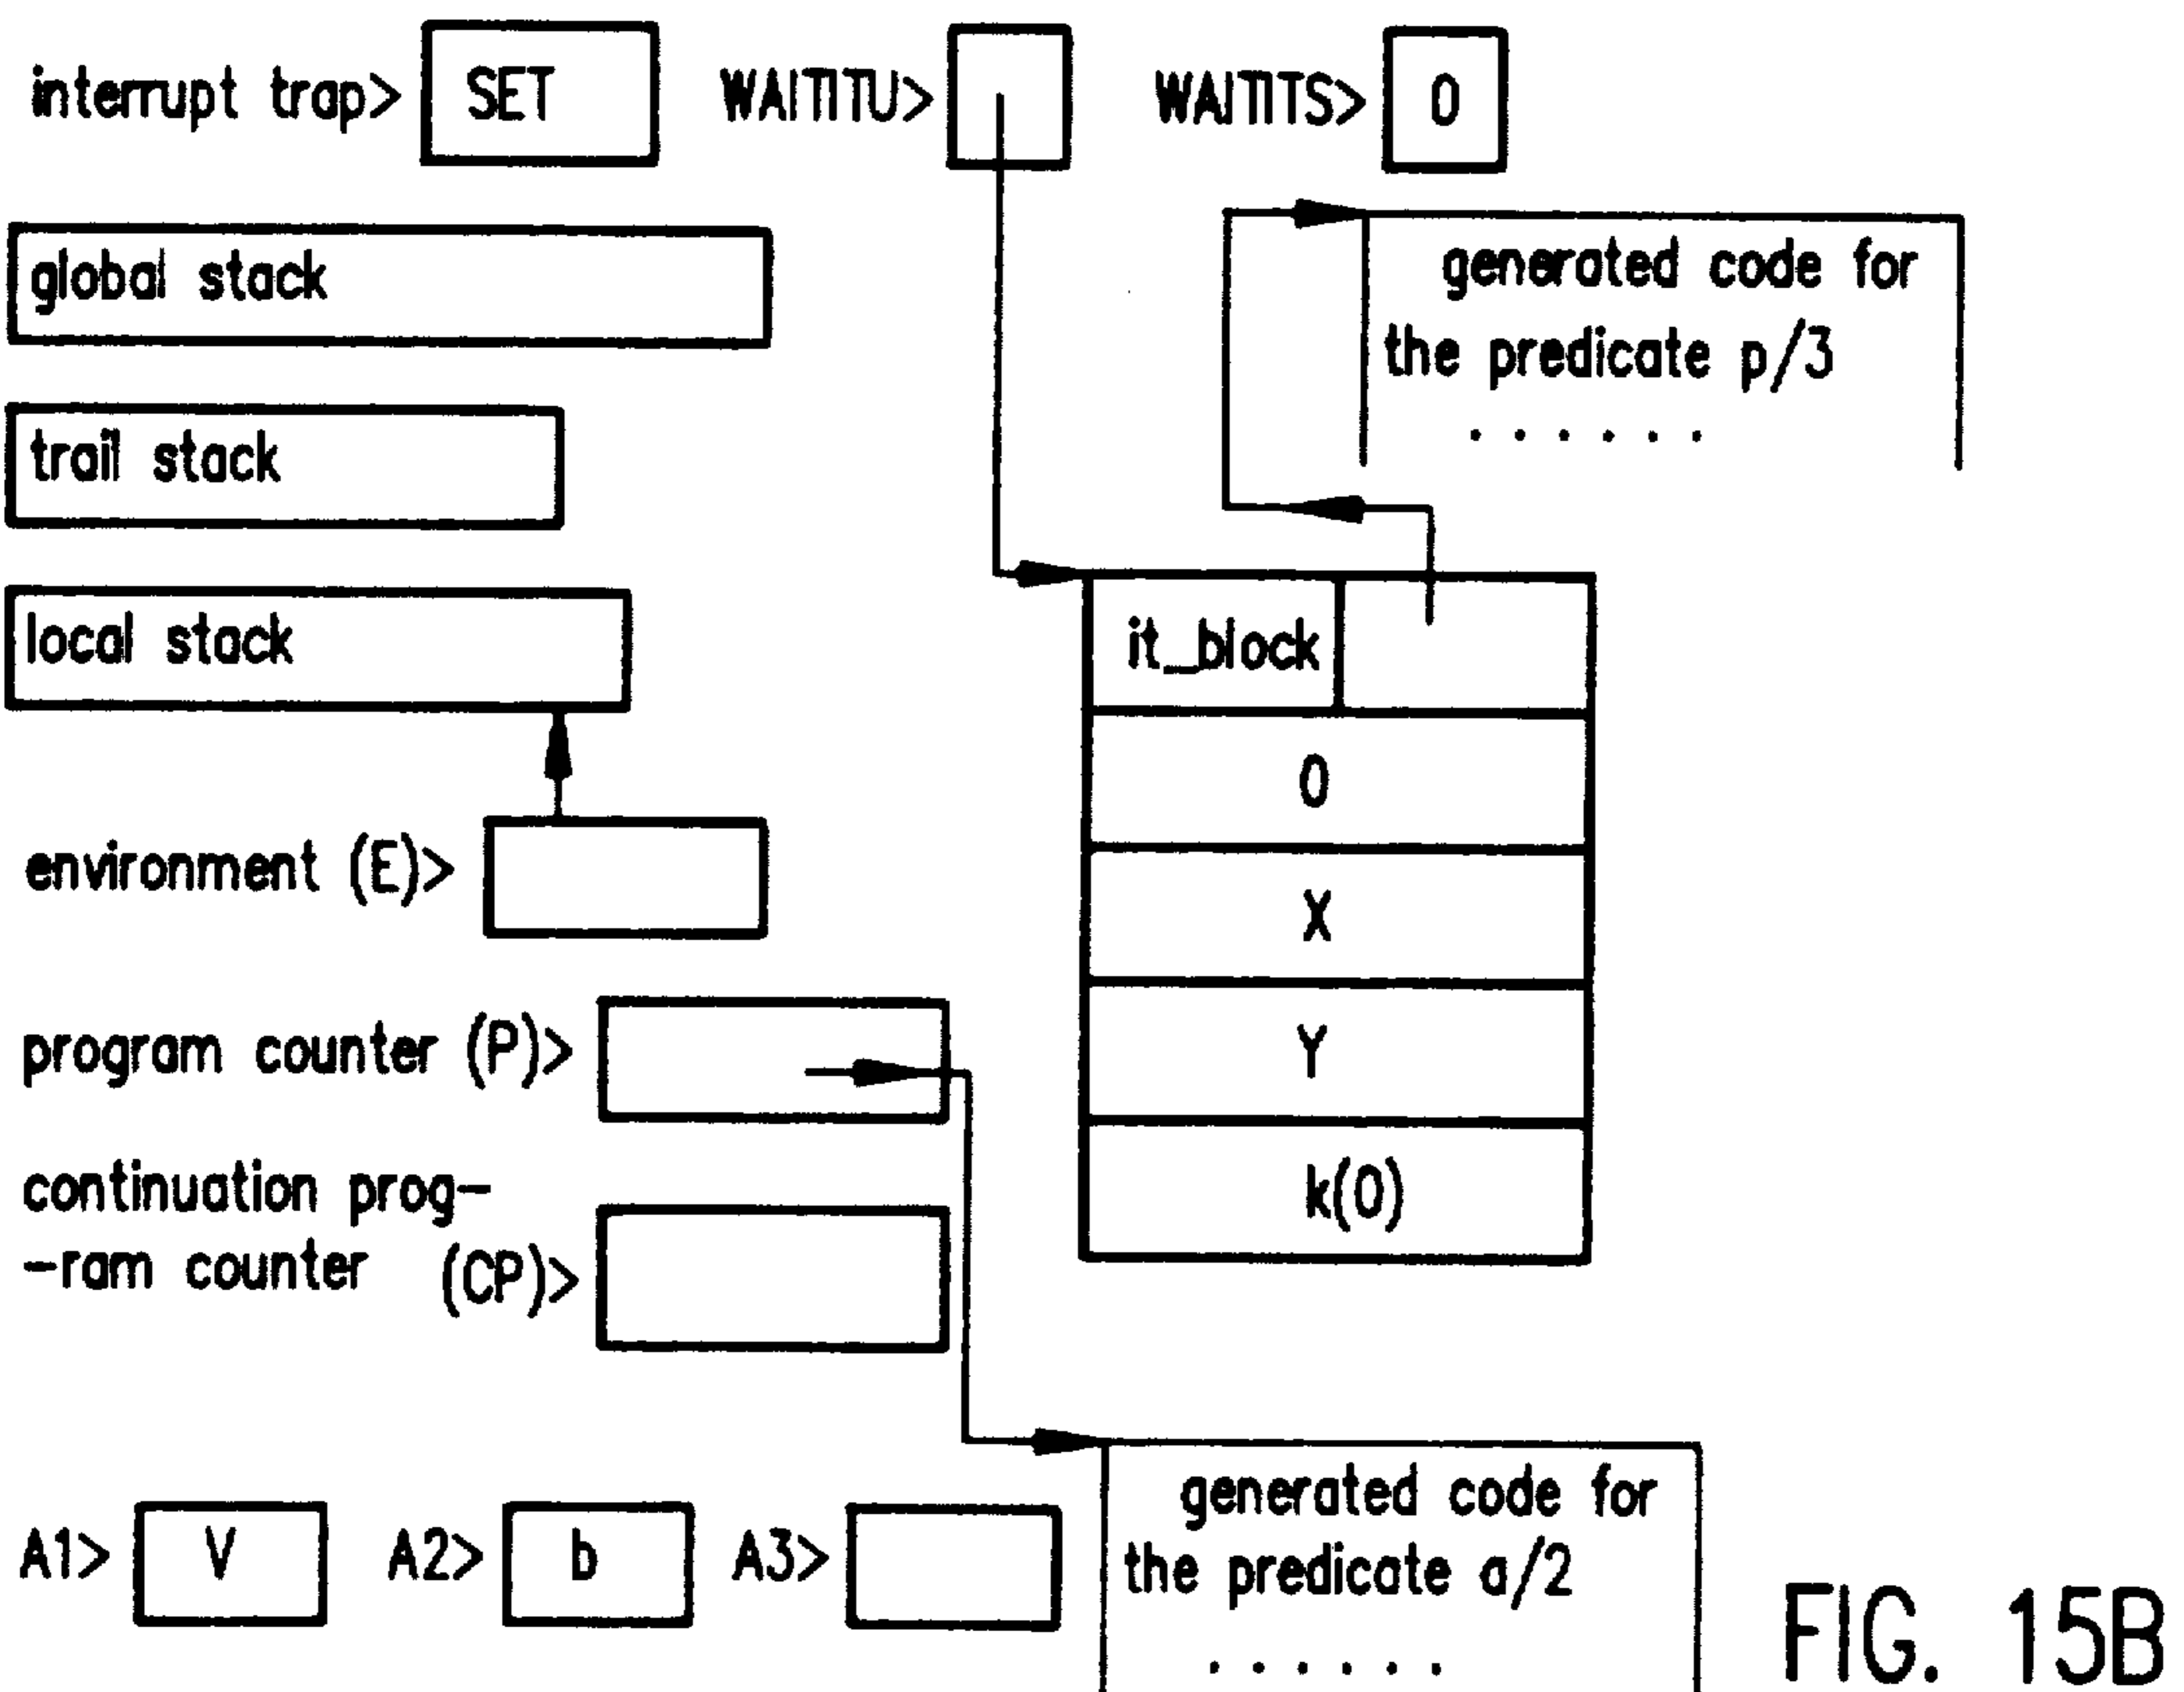 interrupt trap> SET WAITITU> WAITITS> 0
global stack
generated code for
the predicate p/3
. . . . . .
trail stack
local stack
it_block
0
X
Y
k(0)
environment (E)>
program counter (P)>
continuation prog-
-ram counter (CP)>
A1> V A2> b A3>
generated code for
the predicate a/2
. . . . . .
FIG. 15B